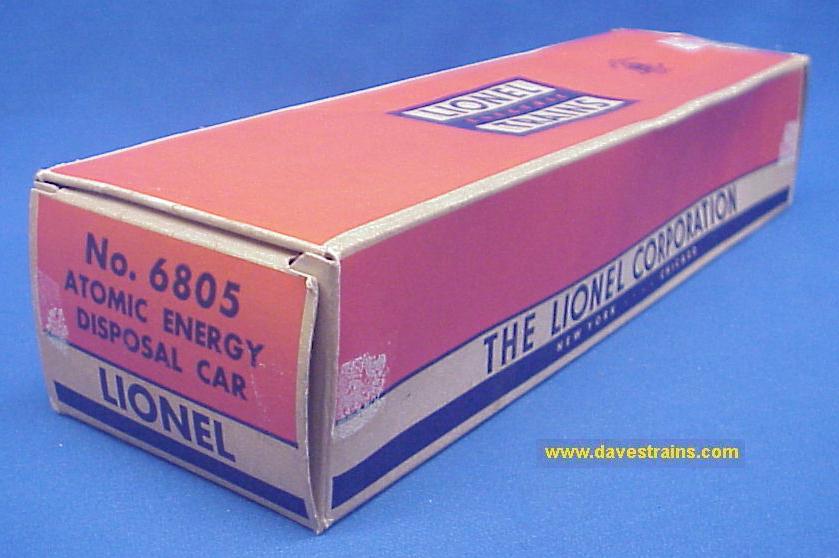 LIONEL
TRAINS
No. 6805
ATOMIC ENERGY
DISPOSAL CAR
LIONEL
THE LIONEL CORPORATION
NEW YORK CHICAGO
www.davestrains.com